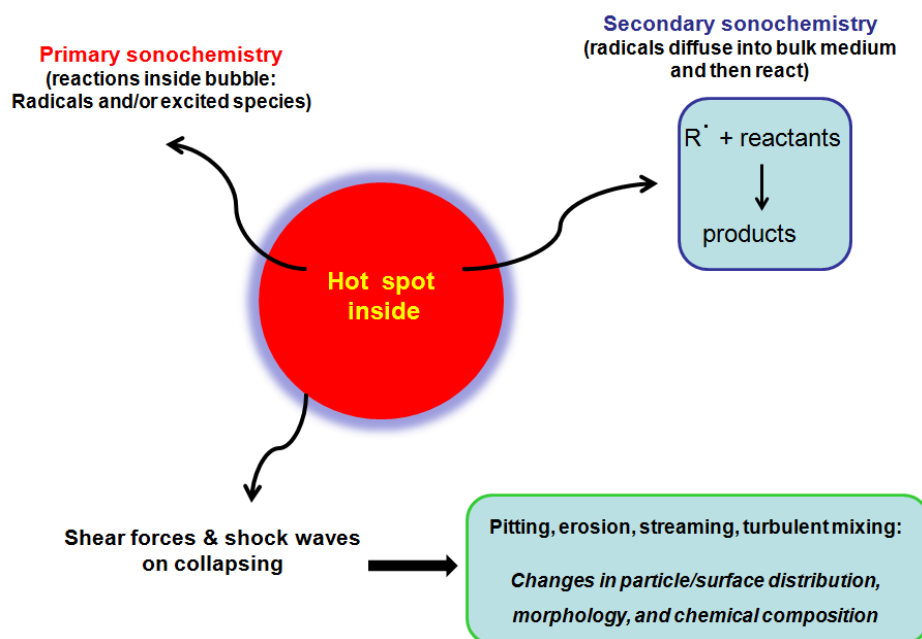 Primary sonochemistry
(reactions inside bubble:
Radicals and/or excited species)
Secondary sonochemistry
(radicals diffuse into bulk medium
and then react)
R˙ + reactants
products
Hot spot
inside
Shear forces & shock waves
on collapsing
Pitting, erosion, streaming, turbulent mixing:
Changes in particle/surface distribution,
morphology, and chemical composition